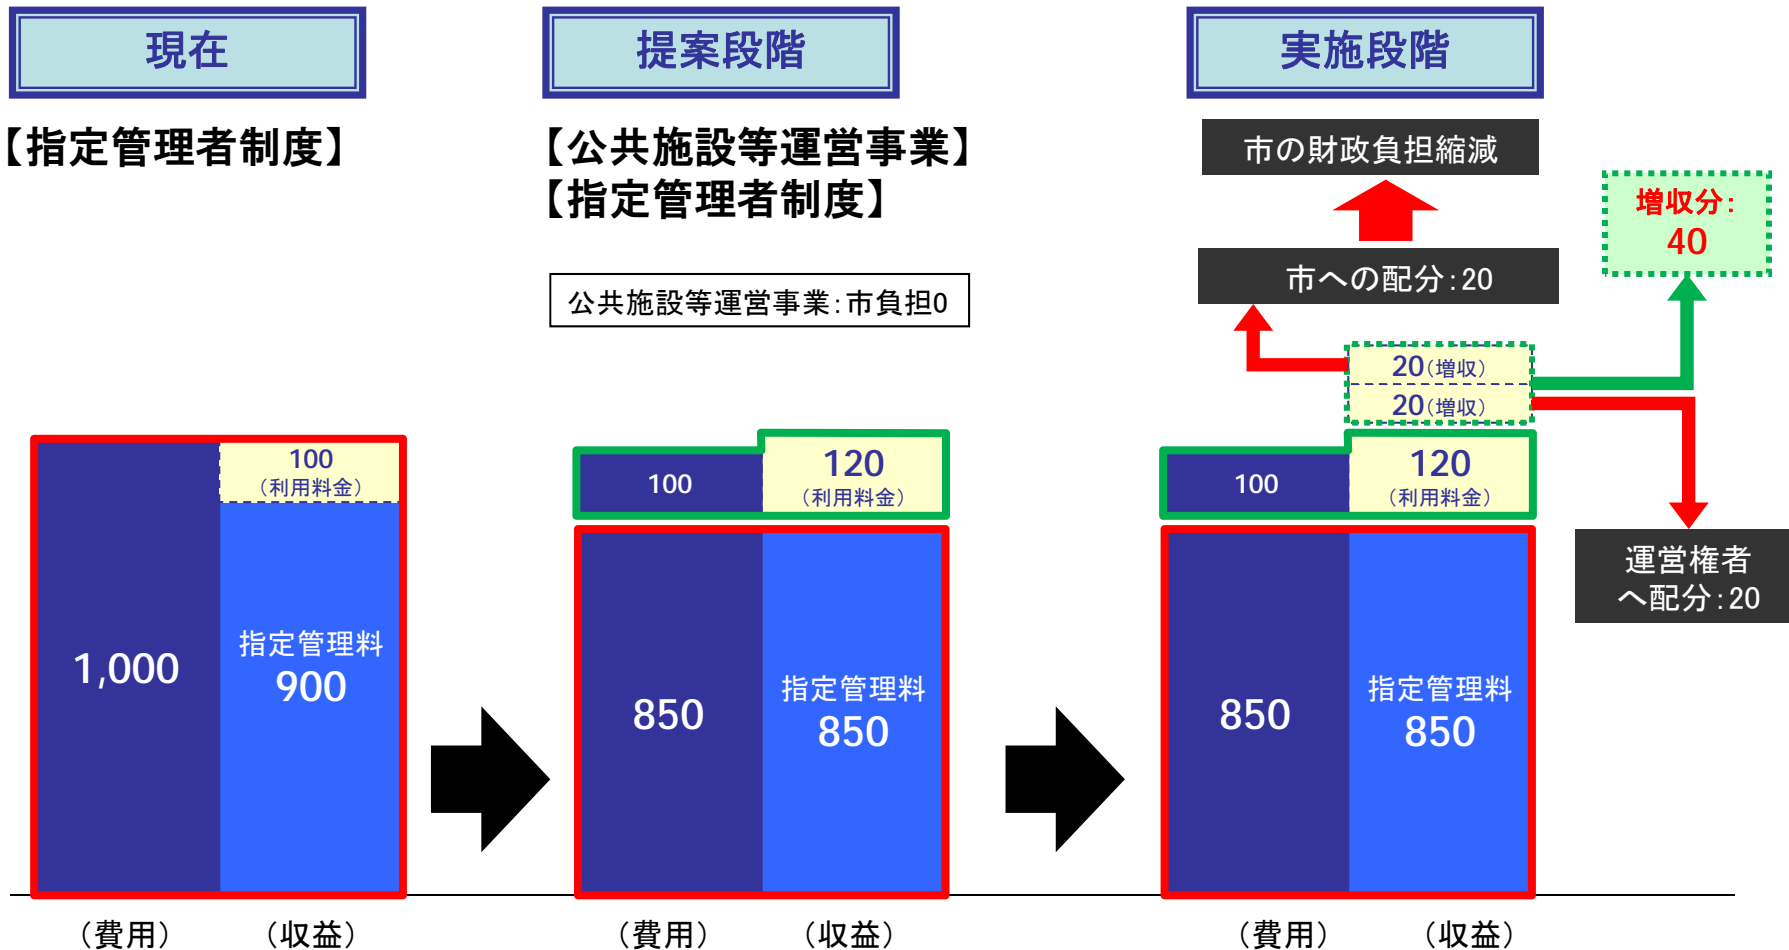 現在
【指定管理者制度】
100
（利用料金）
1,000
指定管理料
900
（費用）
（収益）
提案段階
【公共施設等運営事業】
【指定管理者制度】
公共施設等運営事業：市負担0
100
120
（利用料金）
850
指定管理料
850
（費用）
（収益）
実施段階
市の財政負担縮減
市への配分：20
増収分：
40
20（増収）
20（増収）
100
120
（利用料金）
運営権者
へ配分：20
850
指定管理料
850
（費用）
（収益）